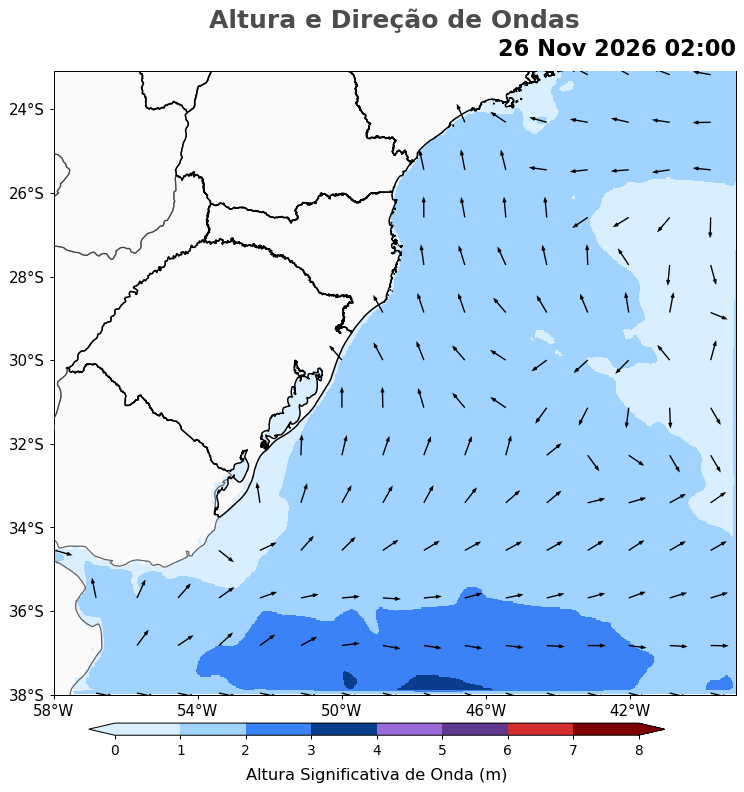 Altura e Direção de Ondas
26 Nov 2026 02:00
24°S
26°S
28°S
30°S
32°S
34°S
36°S
38°S
58°W 54°W 50°W 46°W 42°W
0 1 2 3 4 5 6 7 8
Altura Significativa de Onda (m)